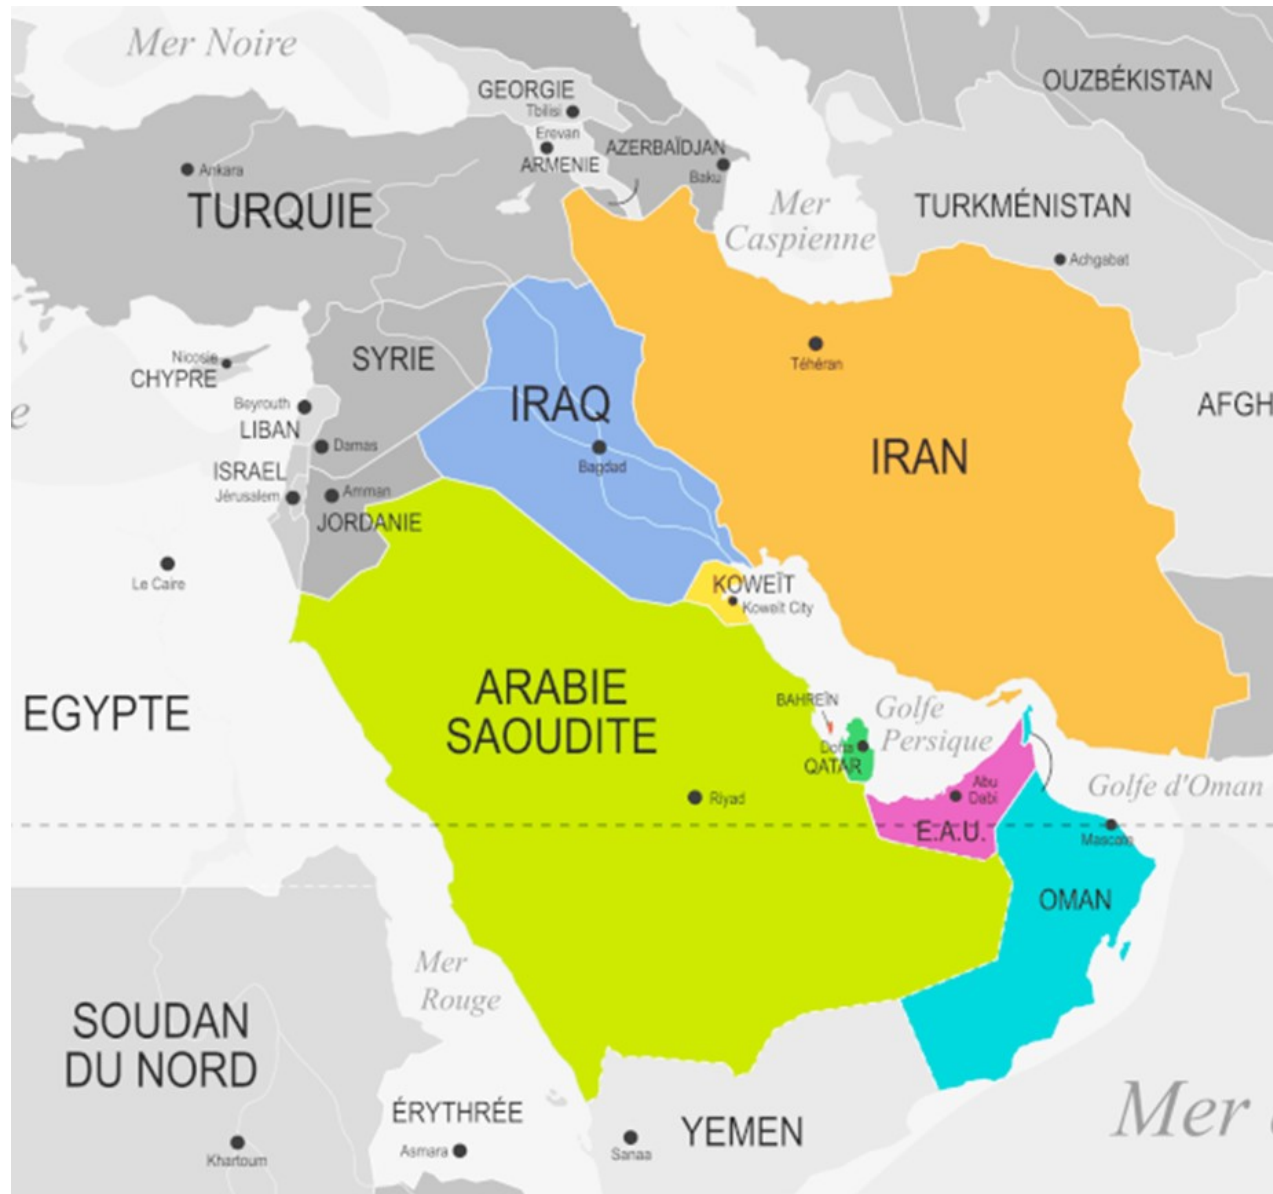 Mer Noire
GEORGIE
Tbilisi
OUZBÉKISTAN
Erevan
ARMENIE
AZERBAÏDJAN
Baku
Ankara
TURQUIE
Mer
Caspienne
TURKMÉNISTAN
Achgabat
Nicosie
CHYPRE
SYRIE
Téhéran
IRAQ
Beyrouth
LIBAN
Damas
Bagdad
IRAN
AFGH
e
ISRAEL
Jérusalem
Amman
JORDANIE
Le Caire
KOWEÏT
Koweït City
EGYPTE
ARABIE
SAOUDITE
BAHREÏN
Golfe
Persique
Doha
QATAR
Riyad
Abu
Dabi
E.A.U.
Golfe d'Oman
Mascate
OMAN
Mer
Rouge
SOUDAN
DU NORD
ÉRYTHRÉE
Asmara
Khartoum
YEMEN
Sanaa
Mer